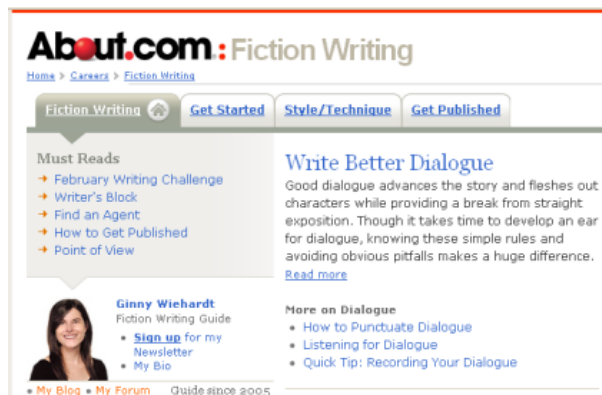 About.com: Fiction Writing
Home > Careers > Fiction Writing
Fiction Writing
Get Started
Style/Technique
Get Published
Must Reads
February Writing Challenge
Writer's Block
Find an Agent
How to Get Published
Point of View
Ginny Wiehardt
Fiction Writing Guide
Sign up for my
Newsletter
My Bio
My Blog • My Forum
Guide since 2005
Write Better Dialogue
Good dialogue advances the story and fleshes out
characters while providing a break from straight
exposition. Though it takes time to develop an ear
for dialogue, knowing these simple rules and
avoiding obvious pitfalls makes a huge difference.
Read more
More on Dialogue
How to Punctuate Dialogue
Listening for Dialogue
Quick Tip: Recording Your Dialogue